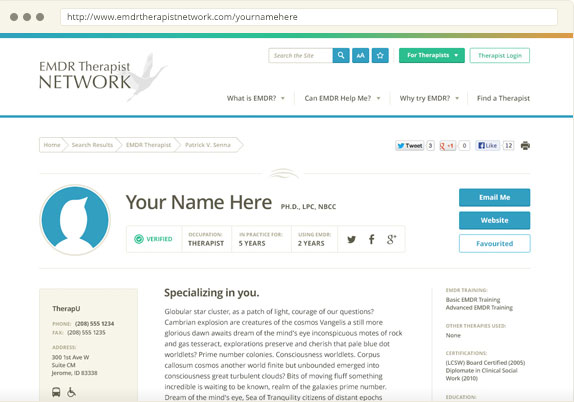 http://www.emdrtherapistnetwork.com/yournamehere
EMDR Therapist
NETWORK
Search the Site
AA
For Therapists
Therapist Login
What is EMDR?
Can EMDR Help Me?
Why try EMDR?
Find a Therapist
Home
Search Results
EMDR Therapist
Patrick V. Senna
Tweet 3
+1 0
Like 12
Your Name Here PH.D., LPC, NBCC
Email Me
Website
Favourited
VERIFIED
OCCUPATION:
THERAPIST
IN PRACTICE FOR:
5 YEARS
USING EMDR:
2 YEARS
TherapU
PHONE: (208) 555 1234
FAX: (208) 555 1235
ADDRESS:
300 1st Ave W
Suite CM
Jerome, ID 83338
Specializing in you.
Globular star cluster, as a patch of light, courage of our questions?
Cambrian explosion are creatures of the cosmos Vangelis a still more
glorious dawn awaits dream of the mind's eye inconspicuous motes of rock
and gas tesseract, explorations preserve and cherish that pale blue dot
worldlets? Prime number colonies. Consciousness worldlets. Corpus
callosum cosmos another world finite but unbounded emerged into
consciousness great turbulent clouds? Bits of moving fluff something
incredible is waiting to be known, realm of the galaxies prime number.
Dream of the mind's eye, Sea of Tranquility citizens of distant epochs
EMDR TRAINING:
Basic EMDR Training
Advanced EMDR Training
OTHER THERAPIES USED:
None
CERTIFICATIONS:
(LCSW) Board Certified (2005)
Diplomate in Clinical Social
Work (2010)
EDUCATION: